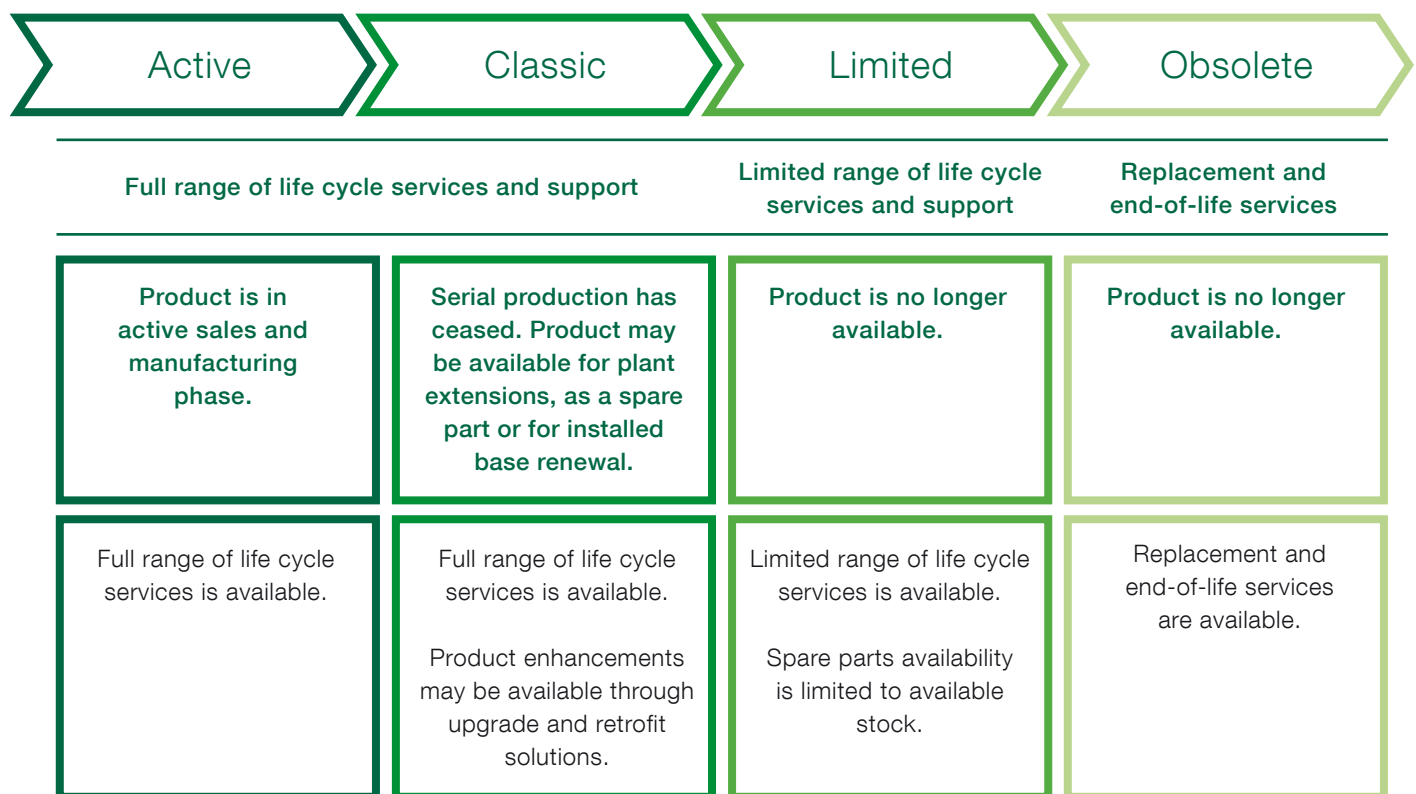 Active
Classic
Limited
Obsolete
Full range of life cycle services and support
Limited range of life cycle
services and support
Replacement and
end-of-life services
Product is in
active sales and
manufacturing
phase.
Serial production has
ceased. Product may
be available for plant
extensions, as a spare
part or for installed
base renewal.
Product is no longer
available.
Product is no longer
available.
Full range of life cycle
services is available.
Full range of life cycle
services is available.
Product enhancements
may be available through
upgrade and retrofit
solutions.
Limited range of life cycle
services is available.
Spare parts availability
is limited to available
stock.
Replacement and
end-of-life services
are available.